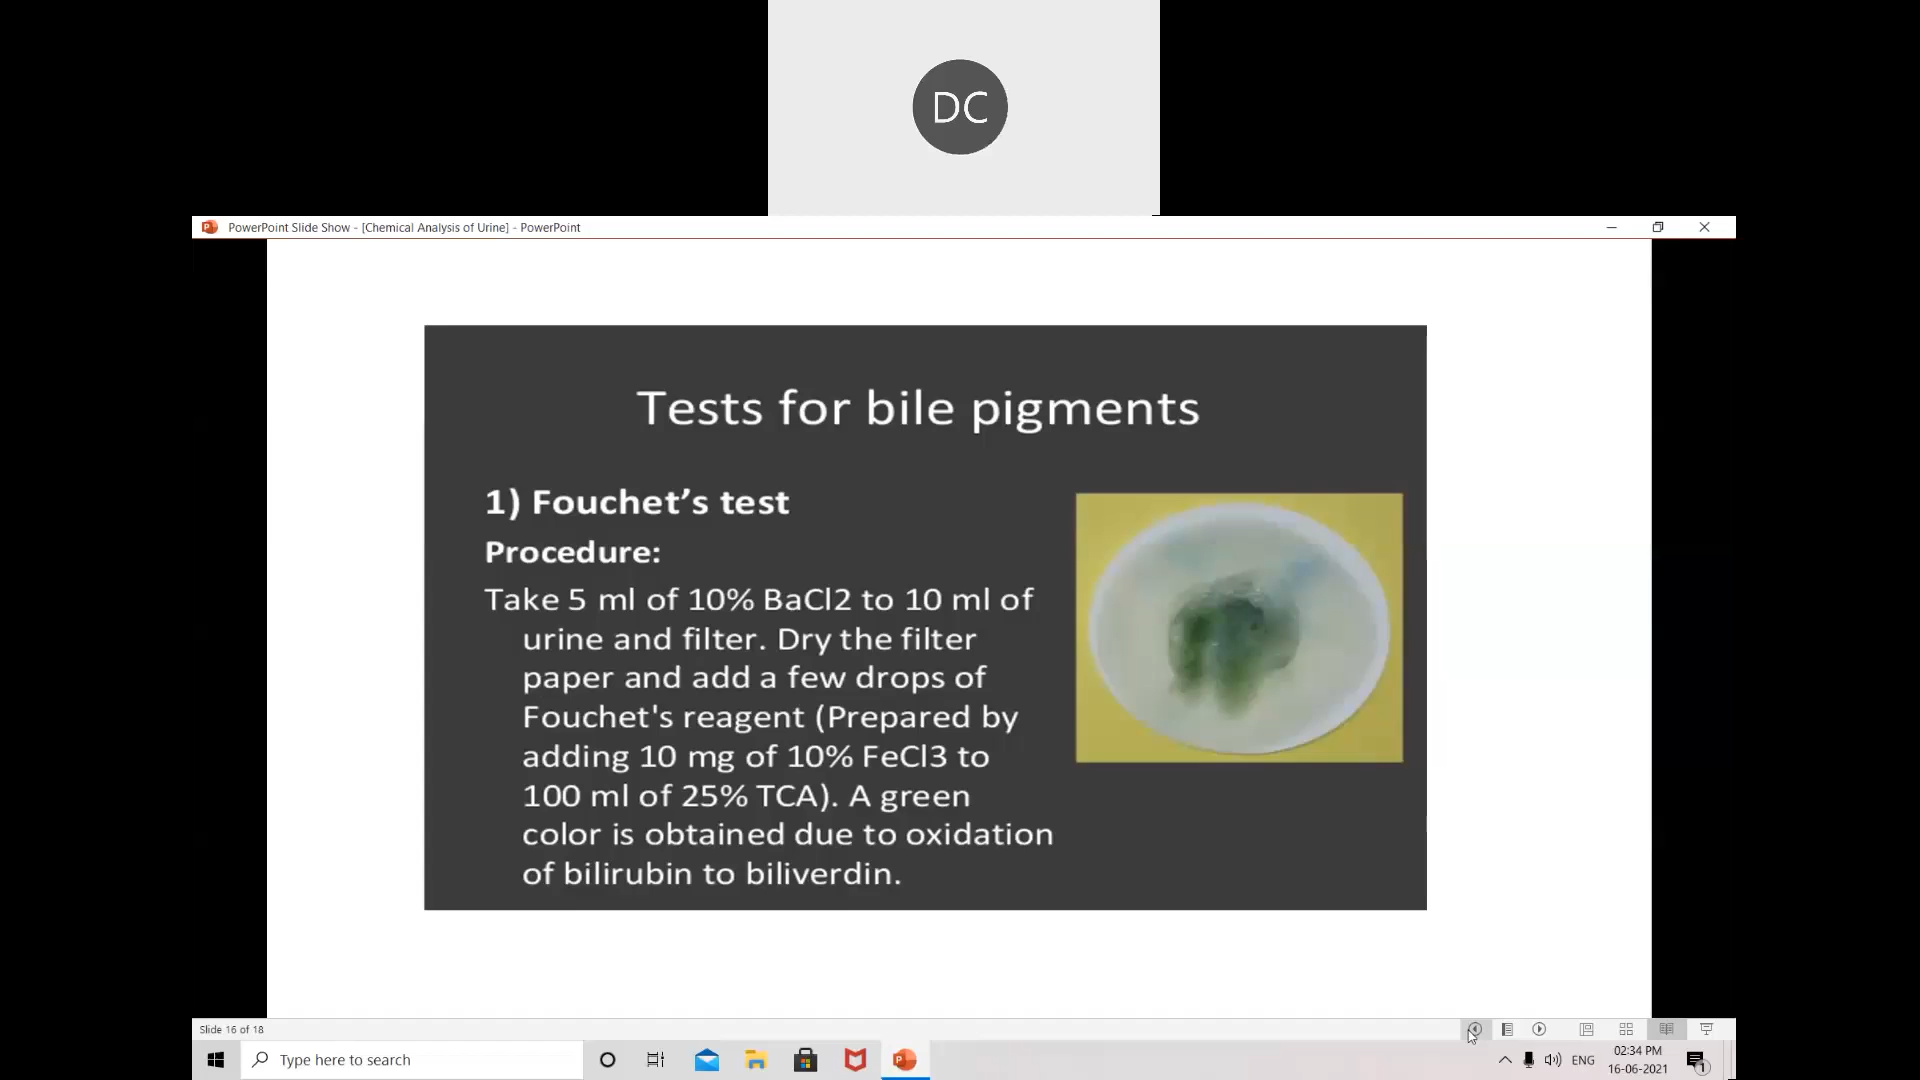 DC
PowerPoint Slide Show - [Chemical Analysis of Urine] - PowerPoint
Tests for bile pigments
1) Fouchet’s test
Procedure:
Take 5 ml of 10% BaCl2 to 10 ml of
urine and filter. Dry the filter
paper and add a few drops of
Fouchet's reagent (Prepared by
adding 10 mg of 10% FeCl3 to
100 ml of 25% TCA). A green
color is obtained due to oxidation
of bilirubin to biliverdin.
Slide 16 of 18
Type here to search
ENG
02:34 PM
16-06-2021
1